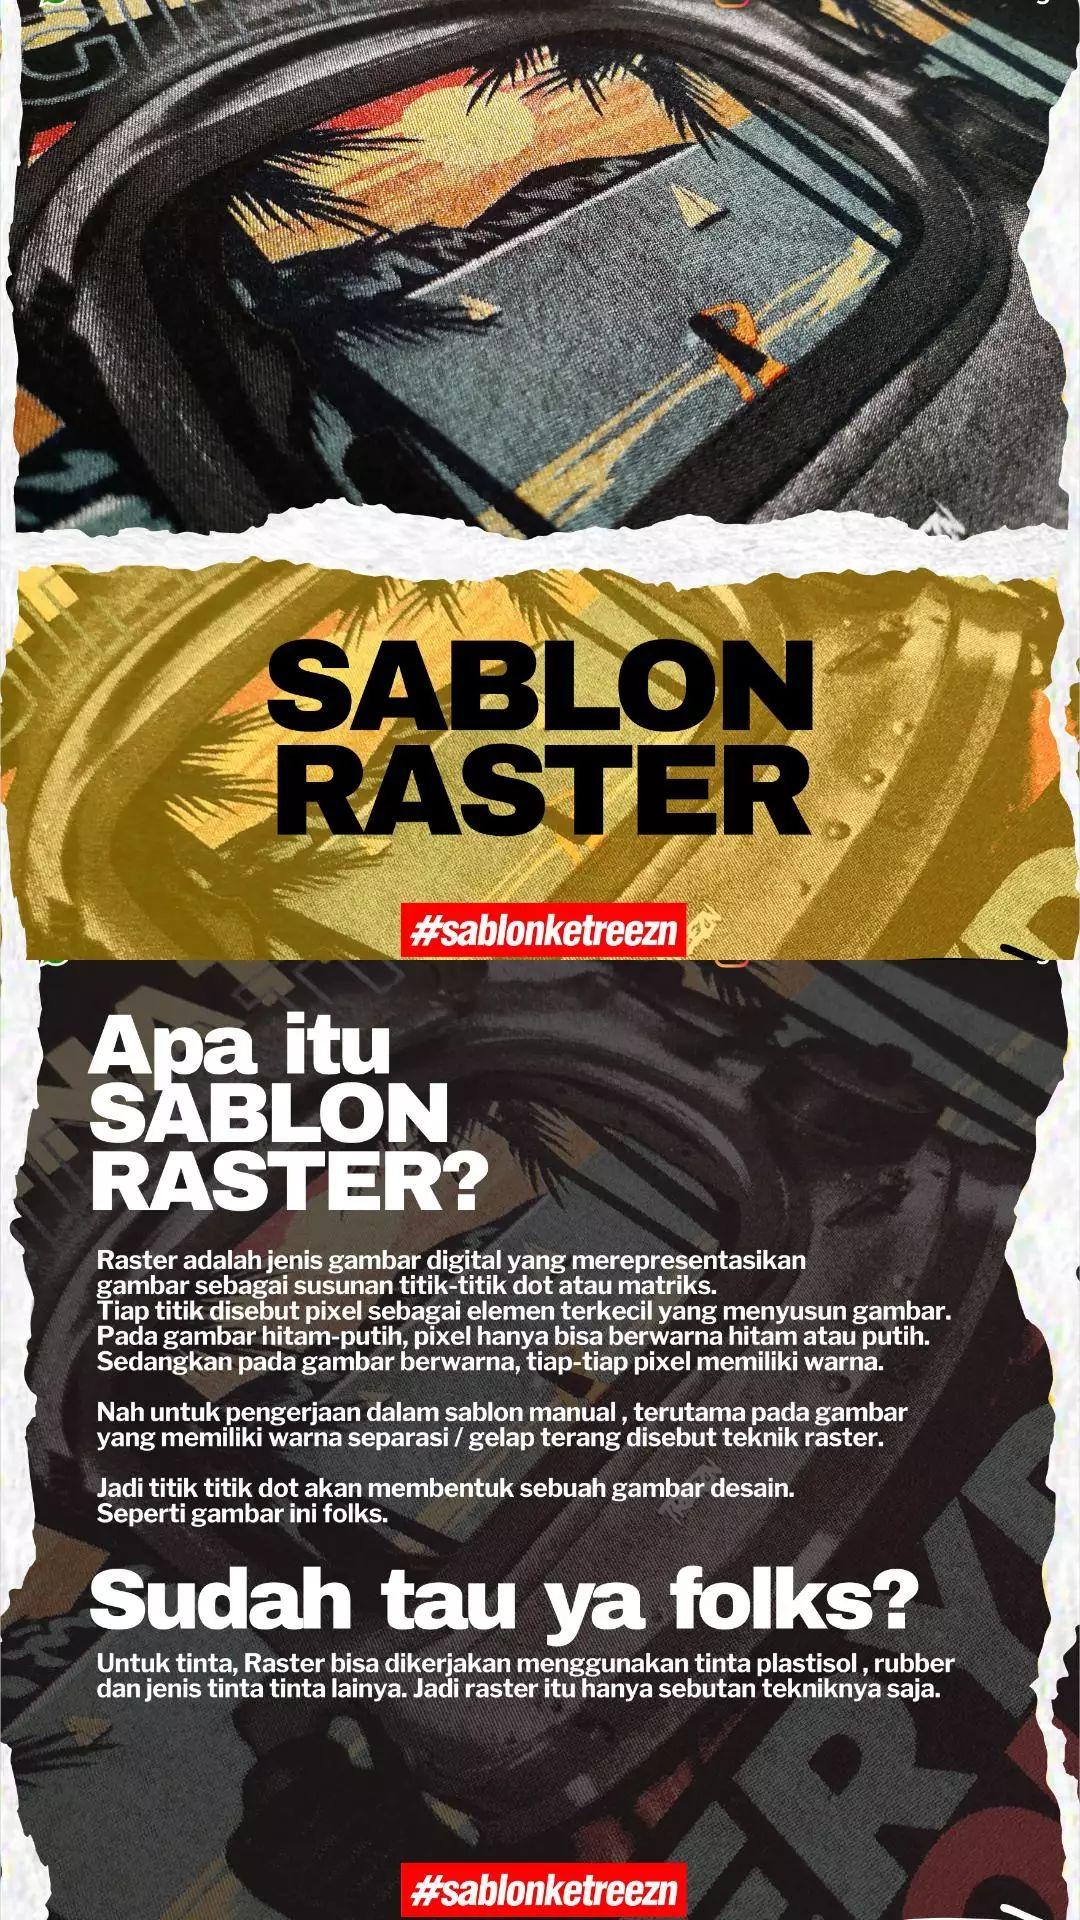 SABLON
RASTER
#sablonketreezn
Apa itu
SABLON
RASTER?
Raster adalah jenis gambar digital yang merepresentasikan
gambar sebagai susunan titik-titik dot atau matriks.
Tiap titik disebut pixel sebagai elemen terkecil yang menyusun gambar.
Pada gambar hitam-putih, pixel hanya bisa berwarna hitam atau putih.
Sedangkan pada gambar berwarna, tiap-tiap pixel memiliki warna.
Nah untuk pengerjaan dalam sablon manual , terutama pada gambar
yang memiliki warna separasi / gelap terang disebut teknik raster.
Jadi titik titik dot akan membentuk sebuah gambar desain.
Seperti gambar ini folks.
Sudah tau ya folks?
Untuk tinta, Raster bisa dikerjakan menggunakan tinta plastisol , rubber
dan jenis tinta tinta lainya. Jadi raster itu hanya sebutan tekniknya saja.
#sablonketreezn